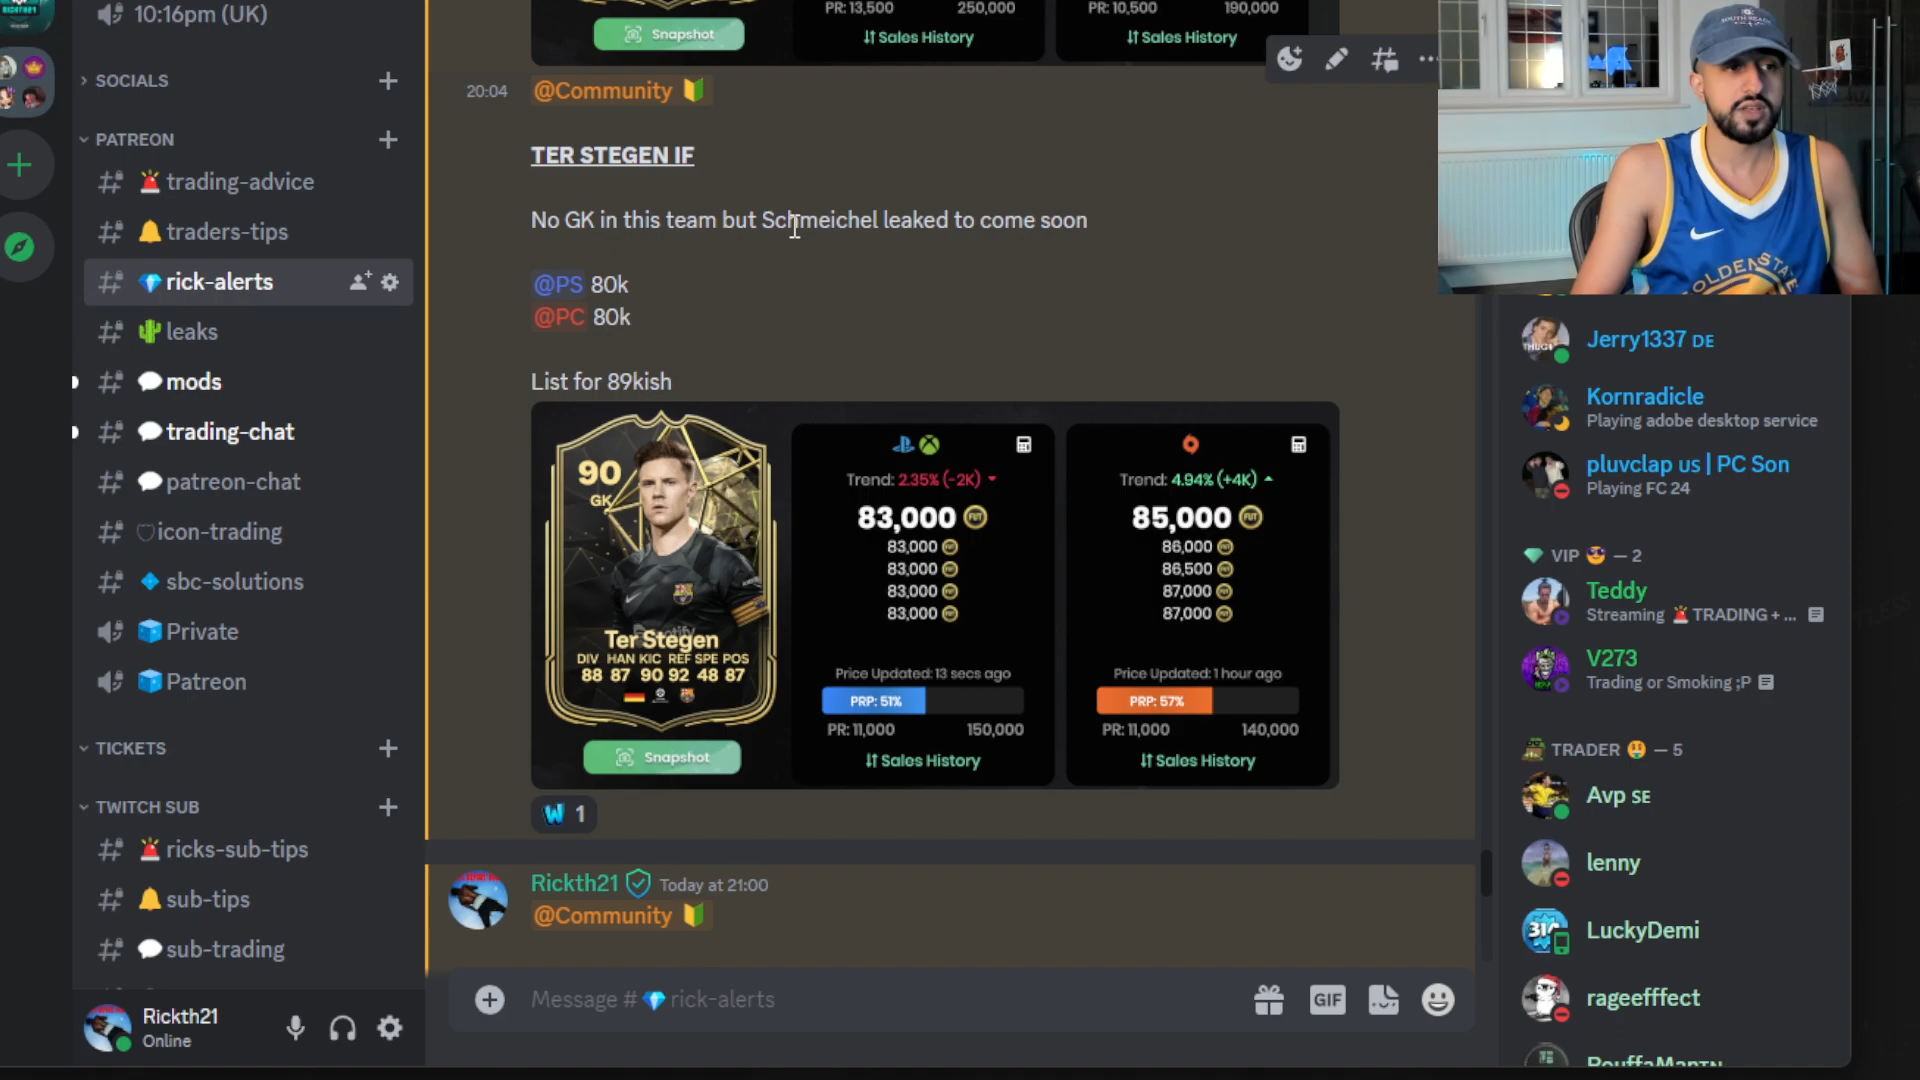 10:16pm (UK)
SOCIALS
PATREON
trading-advice
traders-tips
rick-alerts
leaks
mods
trading-chat
patreon-chat
icon-trading
sbc-solutions
Private
Patreon
TICKETS
TWITCH SUB
ricks-sub-tips
sub-tips
sub-trading
Rickth21
Online
Snapshot
PR: 13,500 250,000
Sales History
PR: 10,500 190,000
Sales History
20:04
@Community
TER STEGEN IF
No GK in this team but Schmeichel leaked to come soon
@PS 80k
@PC 80k
List for 89kish
90
GK
Ter Stegen
DIV HAN KIC REF SPE POS
88 87 90 92 48 87
Snapshot
Trend: 2.35% (-2K)
83,000
83,000
83,000
83,000
83,000
Price Updated: 13 secs ago
PRP: 51%
PR: 11,000 150,000
Sales History
Trend: 4.94% (+4K)
85,000
86,000
86,500
87,000
87,000
Price Updated: 1 hour ago
PRP: 57%
PR: 11,000 140,000
Sales History
W 1
Rickth21 Today at 21:00
@Community
Message # rick-alerts
GIF
GOLDEN STATE
Jerry1337 DE
Kornradicle
Playing adobe desktop service
pluvclap US | PC Son
Playing FC 24
VIP — 2
Teddy
Streaming TRADING + ...
V273
Trading or Smoking ;P
TRADER — 5
Avp SE
lenny
LuckyDemi
rageefffect